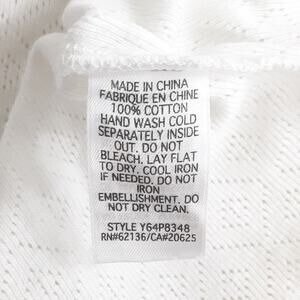 MADE IN CHINA
FABRIQUE EN CHINE
100% COTTON
HAND WASH COLD
SEPARATELY INSIDE
OUT. DO NOT
BLEACH. LAY FLAT
TO DRY. COOL IRON
IF NEEDED. DO NOT
IRON
EMBELLISHMENT. DO
NOT DRY CLEAN.
STYLE Y64P8348
RN#62136/CA#20625